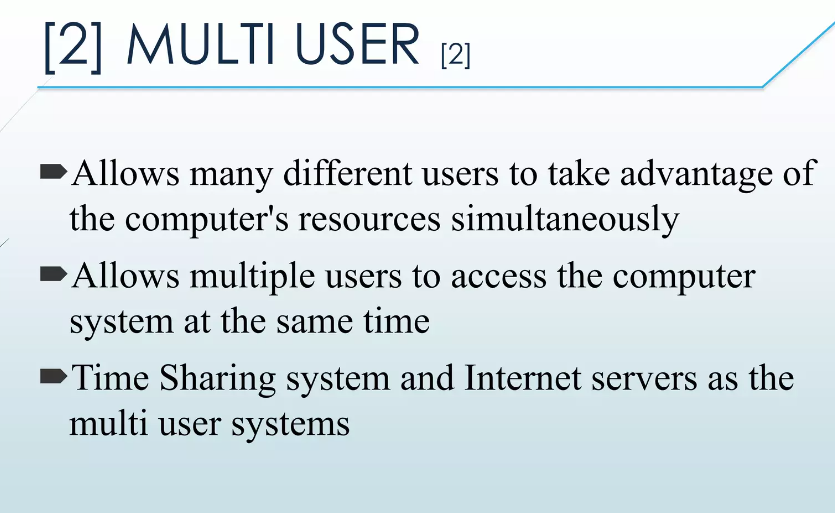 [2] MULTI USER [2]
Allows many different users to take advantage of
the computer's resources simultaneously
Allows multiple users to access the computer
system at the same time
Time Sharing system and Internet servers as the
multi user systems